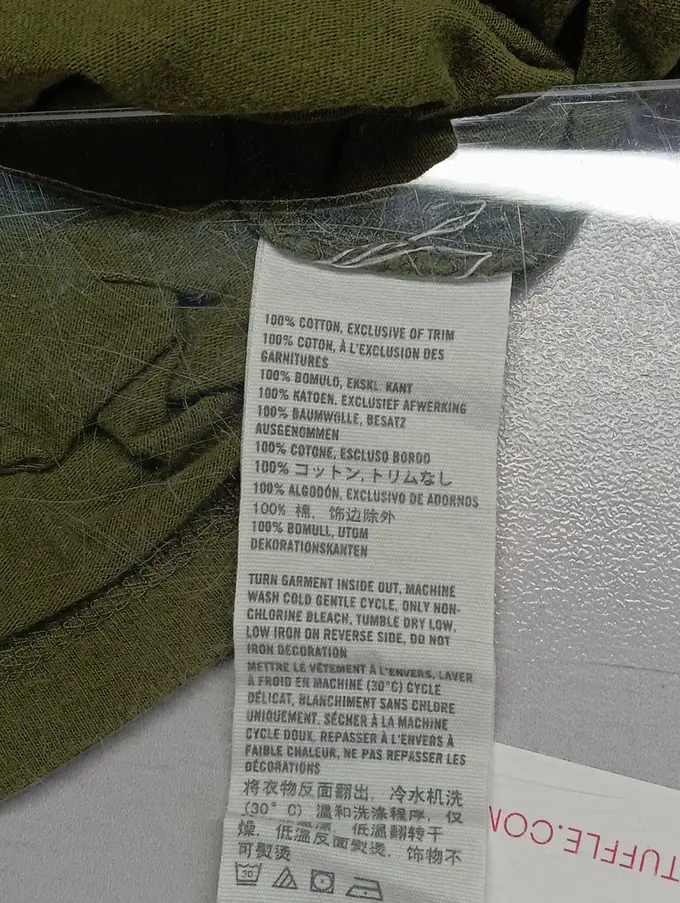 100% COTTON, EXCLUSIVE OF TRIM
100% COTON, À L'EXCLUSION DES
GARNITURES
100% BOMULD, EKSKL. KANT
100% KATOEN, EXCLUSIEF AFWERKING
100% BAUMWOLLE, BESATZ
AUSGENOMMEN
100% COTONE, ESCLUSO BORDO
100% コットン, トリムなし
100% ALGODÓN, EXCLUSIVO DE ADORNOS
100% 棉, 饰边除外
100% BOMULL, UTOM
DEKORATIONSKANTEN
TURN GARMENT INSIDE OUT, MACHINE
WASH COLD GENTLE CYCLE, ONLY NON-
CHLORINE BLEACH, TUMBLE DRY LOW,
LOW IRON ON REVERSE SIDE, DO NOT
IRON DECORATION
METTRE LE VÊTEMENT À L'ENVERS, LAVER
À FROID EN MACHINE (30°C) CYCLE
DÉLICAT, BLANCHIMENT SANS CHLORE
UNIQUEMENT, SÉCHER À LA MACHINE
CYCLE DOUX, REPASSER À L'ENVERS À
FAIBLE CHALEUR, NE PAS REPASSER LES
DÉCORATIONS
将衣物反面翻出, 冷水机洗
(30°C) 温和洗涤程序, 仅
低温翻转干
燥, 低温反面熨烫, 饰物不
可熨烫
30
TUFFLE.COM